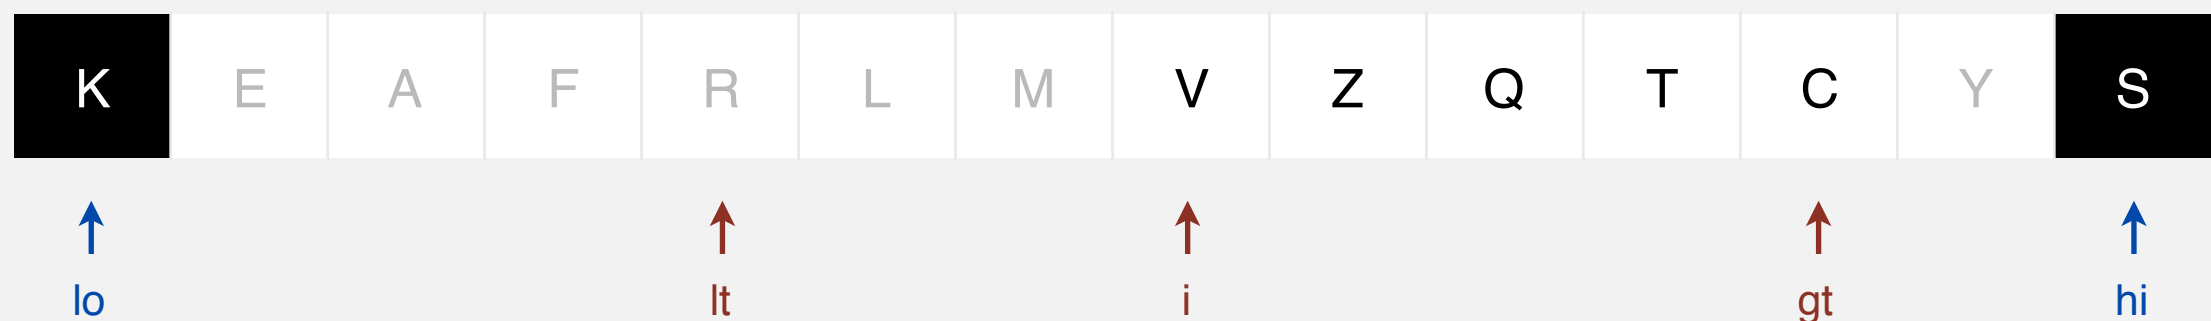 K E A F R L M V Z Q T C Y S
lo lt i gt hi